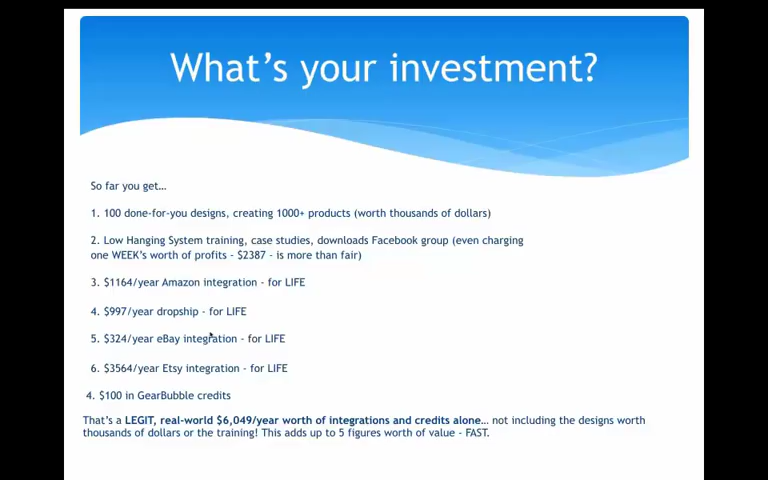 What's your investment?
So far you get…
1. 100 done-for-you designs, creating 1000+ products (worth thousands of dollars)
2. Low Hanging System training, case studies, downloads Facebook group (even charging
one WEEK's worth of profits - $2387 - is more than fair)
3. $1164/year Amazon integration - for LIFE
4. $997/year dropship - for LIFE
5. $324/year eBay integration - for LIFE
6. $3564/year Etsy integration - for LIFE
4. $100 in GearBubble credits
That's a LEGIT, real-world $6,049/year worth of integrations and credits alone… not including the designs worth
thousands of dollars or the training! This adds up to 5 figures worth of value - FAST.